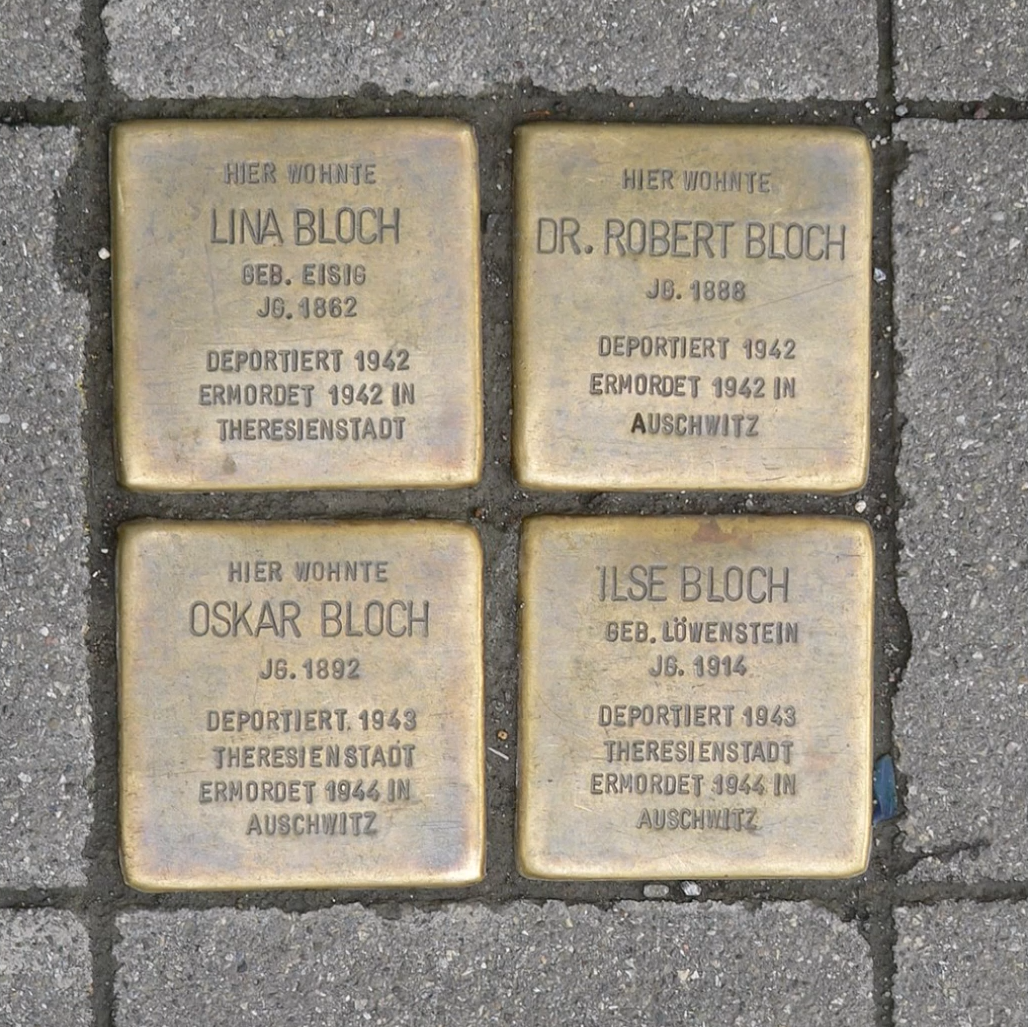 HIER WOHNTE
LINA BLOCH
GEB. EISIG
JG. 1862
DEPORTIERT 1942
ERMORDET 1942 IN
THERESIENSTADT
HIER WOHNTE
DR. ROBERT BLOCH
JG. 1888
DEPORTIERT 1942
ERMORDET 1942 IN
AUSCHWITZ
HIER WOHNTE
OSKAR BLOCH
JG. 1892
DEPORTIERT. 1943
THERESIENSTADT
ERMORDET 1944 IN
AUSCHWITZ
ILSE BLOCH
GEB. LÖWENSTEIN
JG. 1914
DEPORTIERT 1943
THERESIENSTADT
ERMORDET 1944 IN
AUSCHWITZ